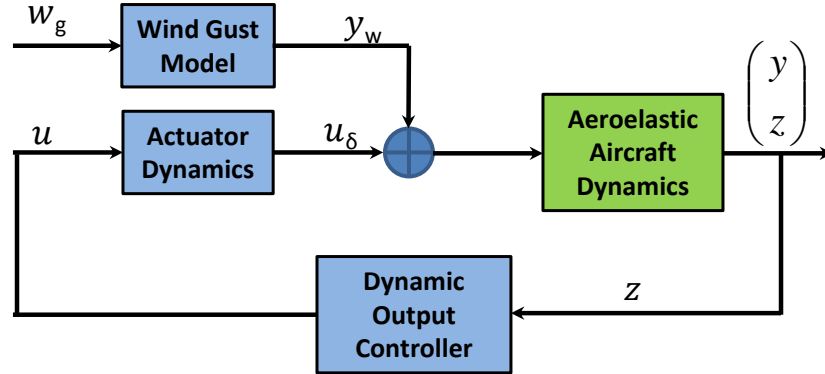 w_g
Wind Gust
Model
y_w
u
Actuator
Dynamics
u_δ
Aeroelastic
Aircraft
Dynamics
y
z
Dynamic
Output
Controller
z